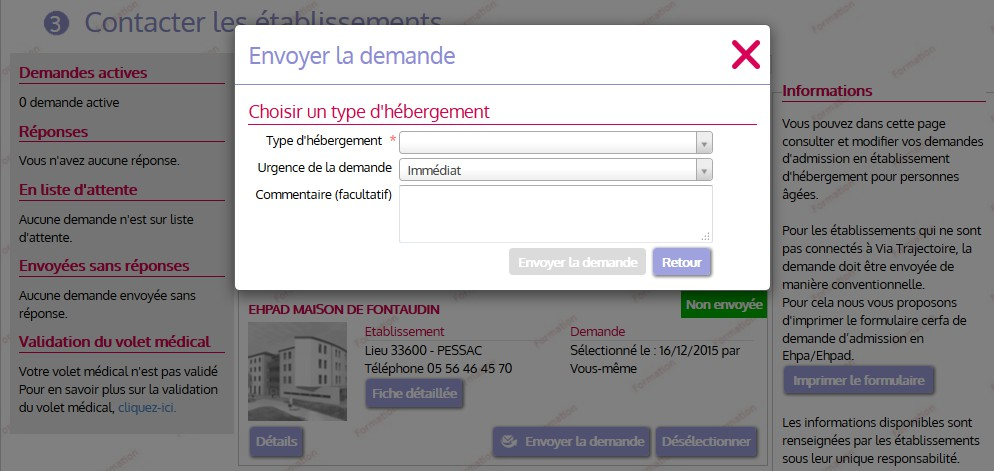 3 Contacter les établissements
Envoyer la demande
Choisir un type d'hébergement
Type d'hébergement *
Urgence de la demande Immédiat
Commentaire (facultatif)
Envoyer la demande Retour
Demandes actives
0 demande active
Réponses
Vous n'avez aucune réponse.
En liste d'attente
Aucune demande n'est sur liste
d'attente.
Envoyées sans réponses
Aucune demande envoyée sans
réponse.
Validation du volet médical
Votre volet médical n'est pas validé
Pour en savoir plus sur la validation
du volet médical, cliquez-ici.
Non envoyée
EHPAD MAISON DE FONTAUDIN
Etablissement
Lieu 33600 - PESSAC
Téléphone 05 56 46 45 70
Fiche détaillée
Demande
Sélectionné le : 16/12/2015 par
Vous-même
Détails
Envoyer la demande
Désélectionner
Informations
Vous pouvez dans cette page
consulter et modifier vos demandes
d'admission en établissement
d'hébergement pour personnes
âgées.
Pour les établissements qui ne sont
pas connectés à Via Trajectoire, la
demande doit être envoyée de
manière conventionnelle.
Pour cela nous vous proposons
d'imprimer le formulaire cerfa de
demande d'admission en
Ehpa/Ehpad.
Imprimer le formulaire
Les informations disponibles sont
renseignées par les établissements
sous leur unique responsabilité.
Formation